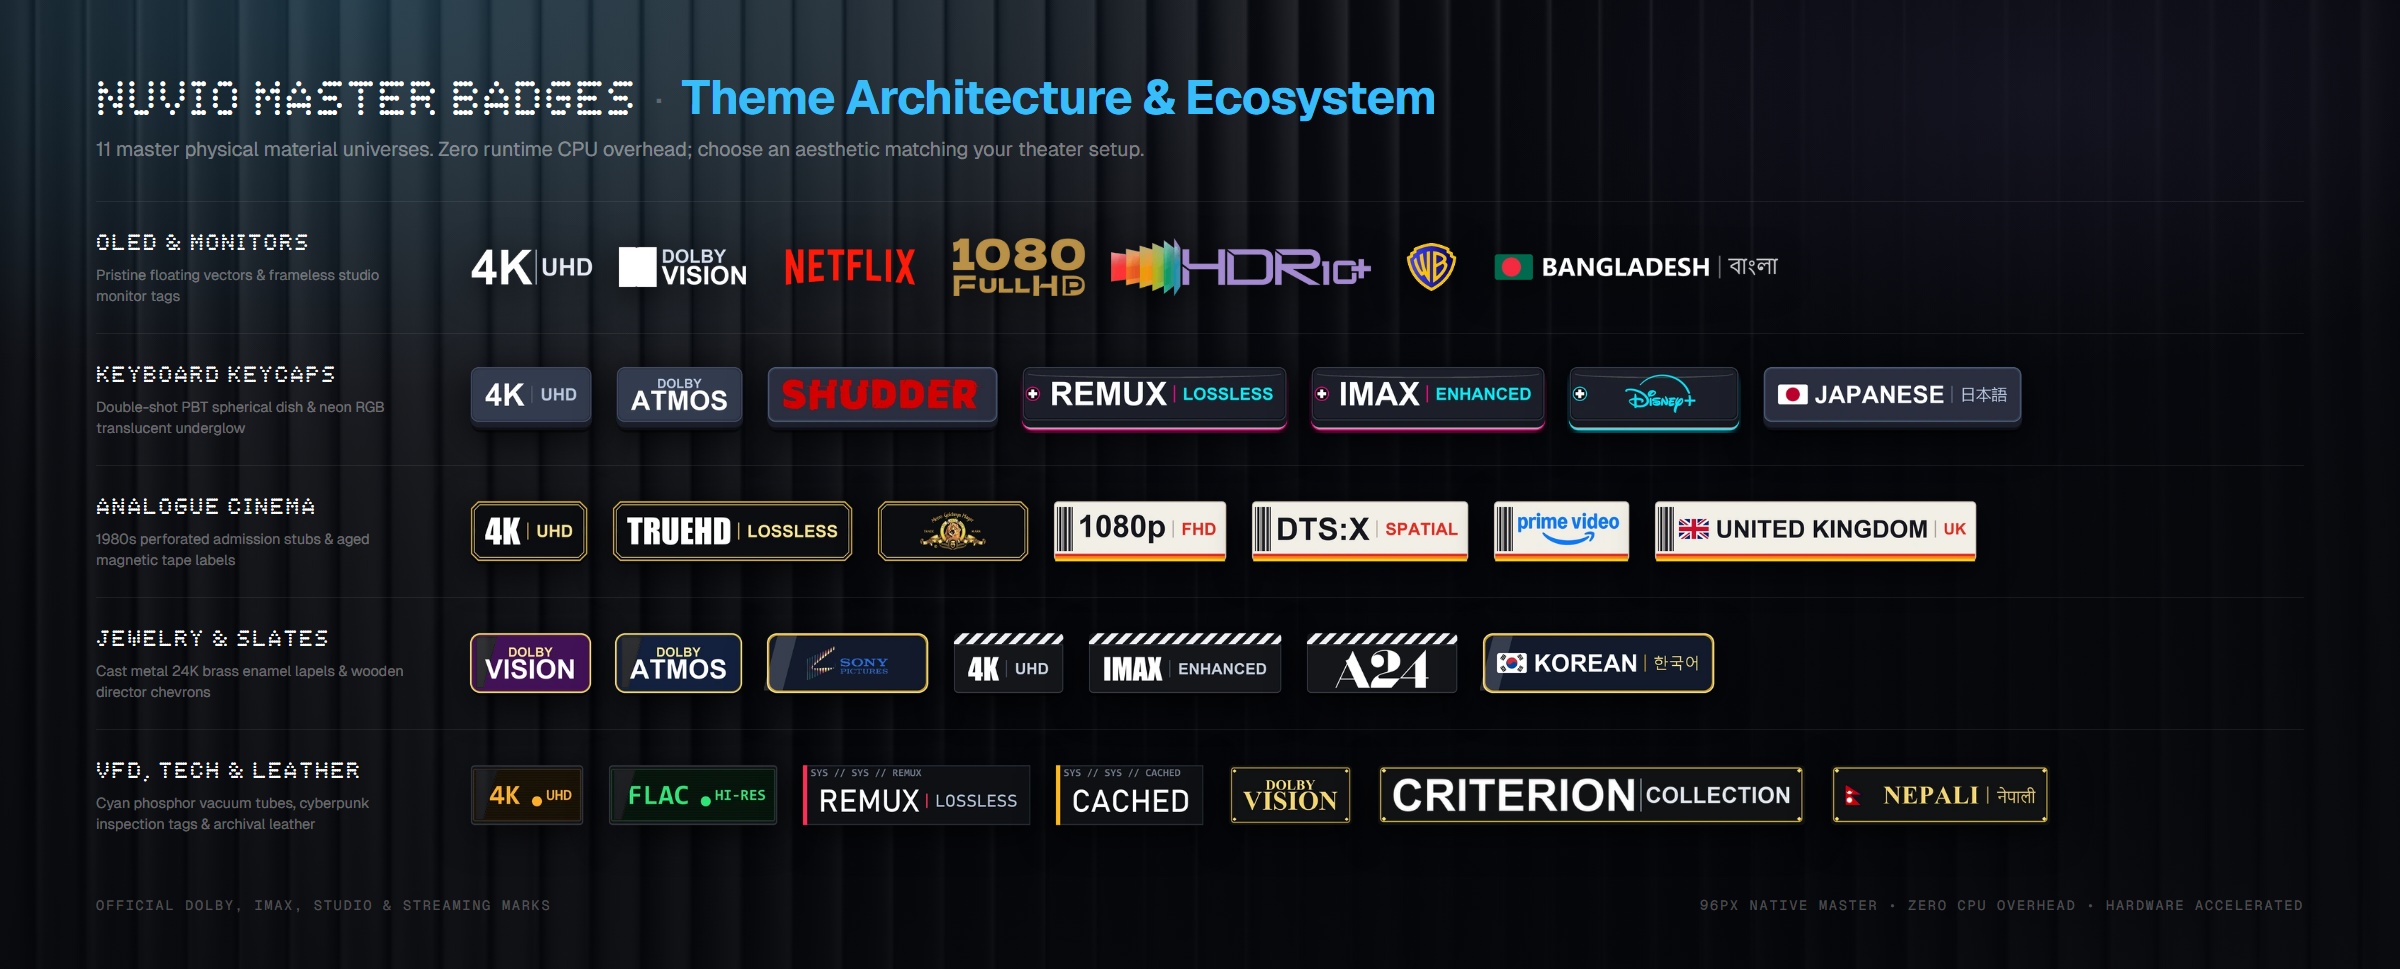 NUVIO MASTER BADGES · Theme Architecture & Ecosystem
11 master physical material universes. Zero runtime CPU overhead; choose an aesthetic matching your theater setup.
OLED & MONITORS
Pristine floating vectors & frameless studio
monitor tags
4K UHD
DOLBY
VISION
NETFLIX
1080
FULLHD
HDR10+
WB
BANGLADESH | বাংলা
KEYBOARD KEYCAPS
Double-shot PBT spherical dish & neon RGB
translucent underglow
4K | UHD
DOLBY
ATMOS
SHUDDER
REMUX | LOSSLESS
IMAX | ENHANCED
Disney+
JAPANESE | 日本語
ANALOGUE CINEMA
1980s perforated admission stubs & aged
magnetic tape labels
4K | UHD
TRUEHD | LOSSLESS
1080p | FHD
DTS:X | SPATIAL
prime video
UNITED KINGDOM | UK
JEWELRY & SLATES
Cast metal 24K brass enamel lapels & wooden
director chevrons
DOLBY
VISION
DOLBY
ATMOS
SONY
PICTURES
4K | UHD
IMAX | ENHANCED
A24
KOREAN | 한국어
VFD, TECH & LEATHER
Cyan phosphor vacuum tubes, cyberpunk
inspection tags & archival leather
4K UHD
FLAC HI-RES
SYS // SYS // REMUX
REMUX | LOSSLESS
SYS // SYS // CACHED
CACHED
DOLBY
VISION
CRITERION COLLECTION
NEPALI | नेपाली
OFFICIAL DOLBY, IMAX, STUDIO & STREAMING MARKS
96PX NATIVE MASTER • ZERO CPU OVERHEAD • HARDWARE ACCELERATED